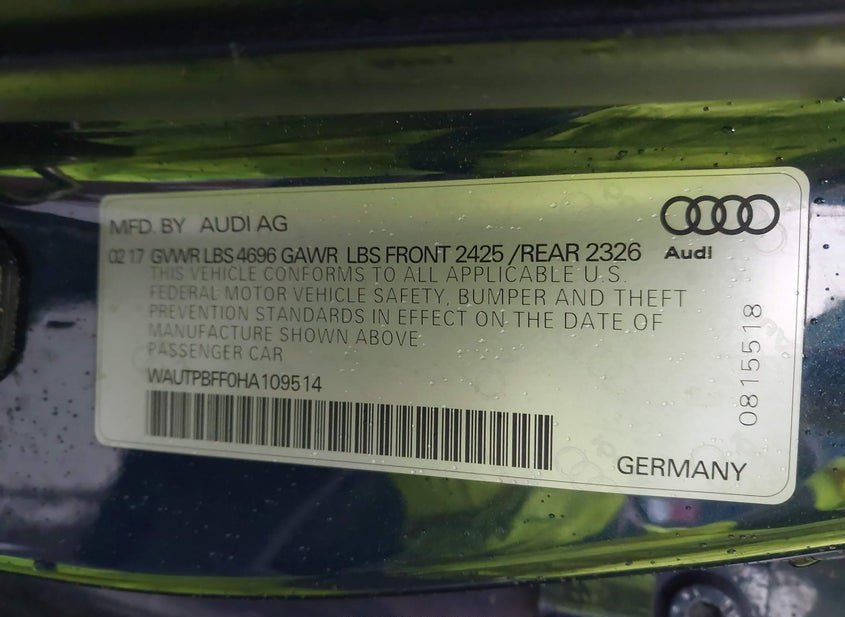 MFD. BY AUDI AG
02 17 GVWR LBS 4696 GAWR LBS FRONT 2425 / REAR 2326
THIS VEHICLE CONFORMS TO ALL APPLICABLE U.S.
FEDERAL MOTOR VEHICLE SAFETY, BUMPER AND THEFT
PREVENTION STANDARDS IN EFFECT ON THE DATE OF
MANUFACTURE SHOWN ABOVE
PASSENGER CAR
WAUTPBFF0HA109514
Audi
0815518
GERMANY